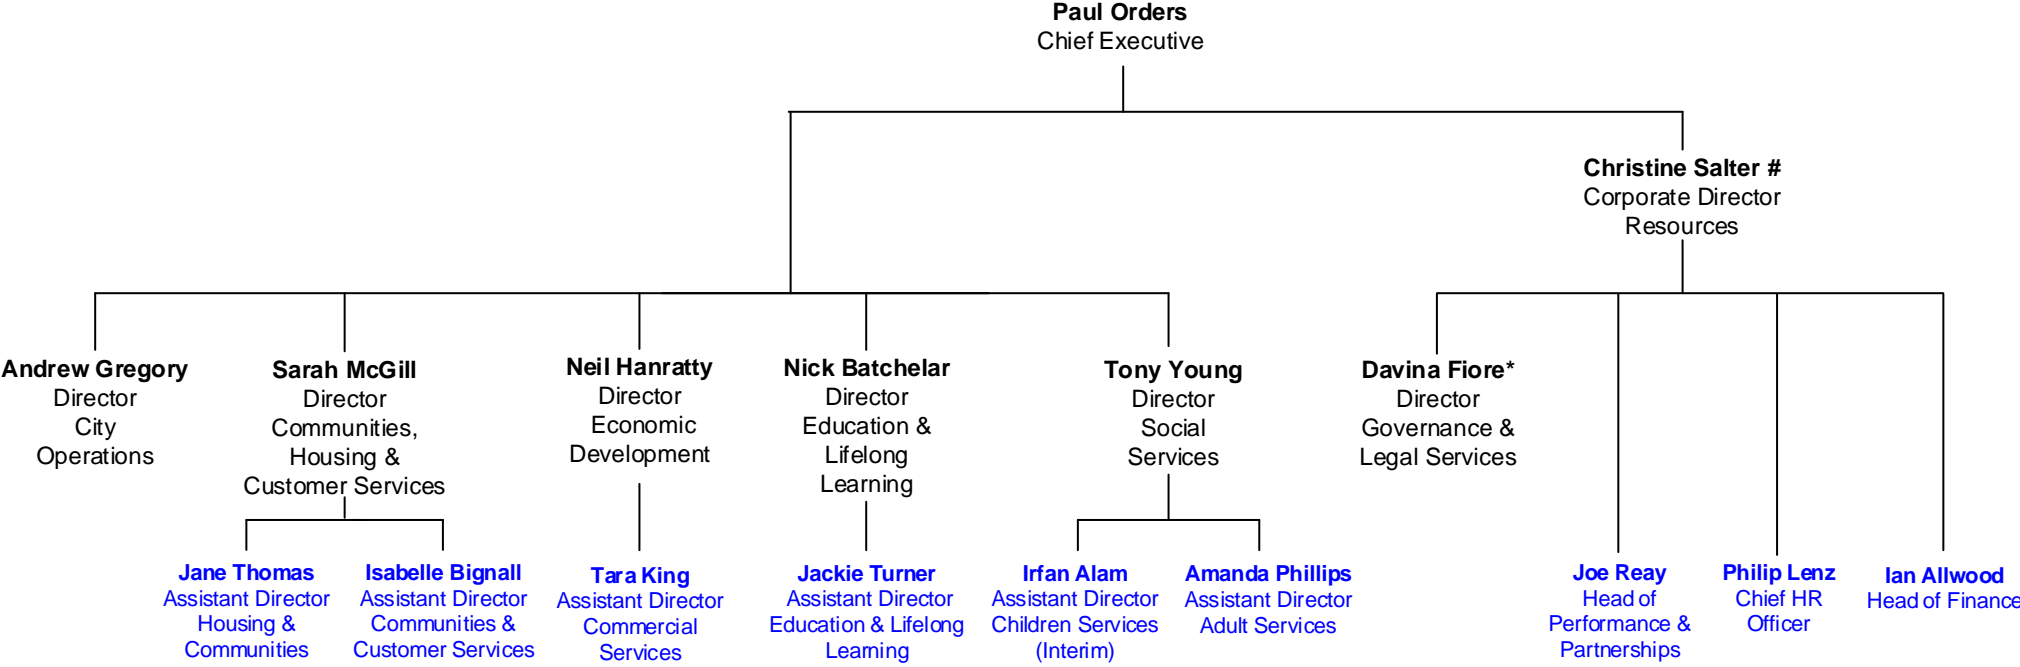 Paul Orders
Chief Executive
Christine Salter #
Corporate Director
Resources
Andrew Gregory
Director
City
Operations
Sarah McGill
Director
Communities,
Housing &
Customer Services
Neil Hanratty
Director
Economic
Development
Nick Batchelar
Director
Education &
Lifelong
Learning
Tony Young
Director
Social
Services
Davina Fiore*
Director
Governance &
Legal Services
Jane Thomas
Assistant Director
Housing &
Communities
Isabelle Bignall
Assistant Director
Communities &
Customer Services
Tara King
Assistant Director
Commercial
Services
Jackie Turner
Assistant Director
Education & Lifelong
Learning
Irfan Alam
Assistant Director
Children Services
(Interim)
Amanda Phillips
Assistant Director
Adult Services
Joe Reay
Head of
Performance &
Partnerships
Philip Lenz
Chief HR
Officer
Ian Allwood
Head of Finance